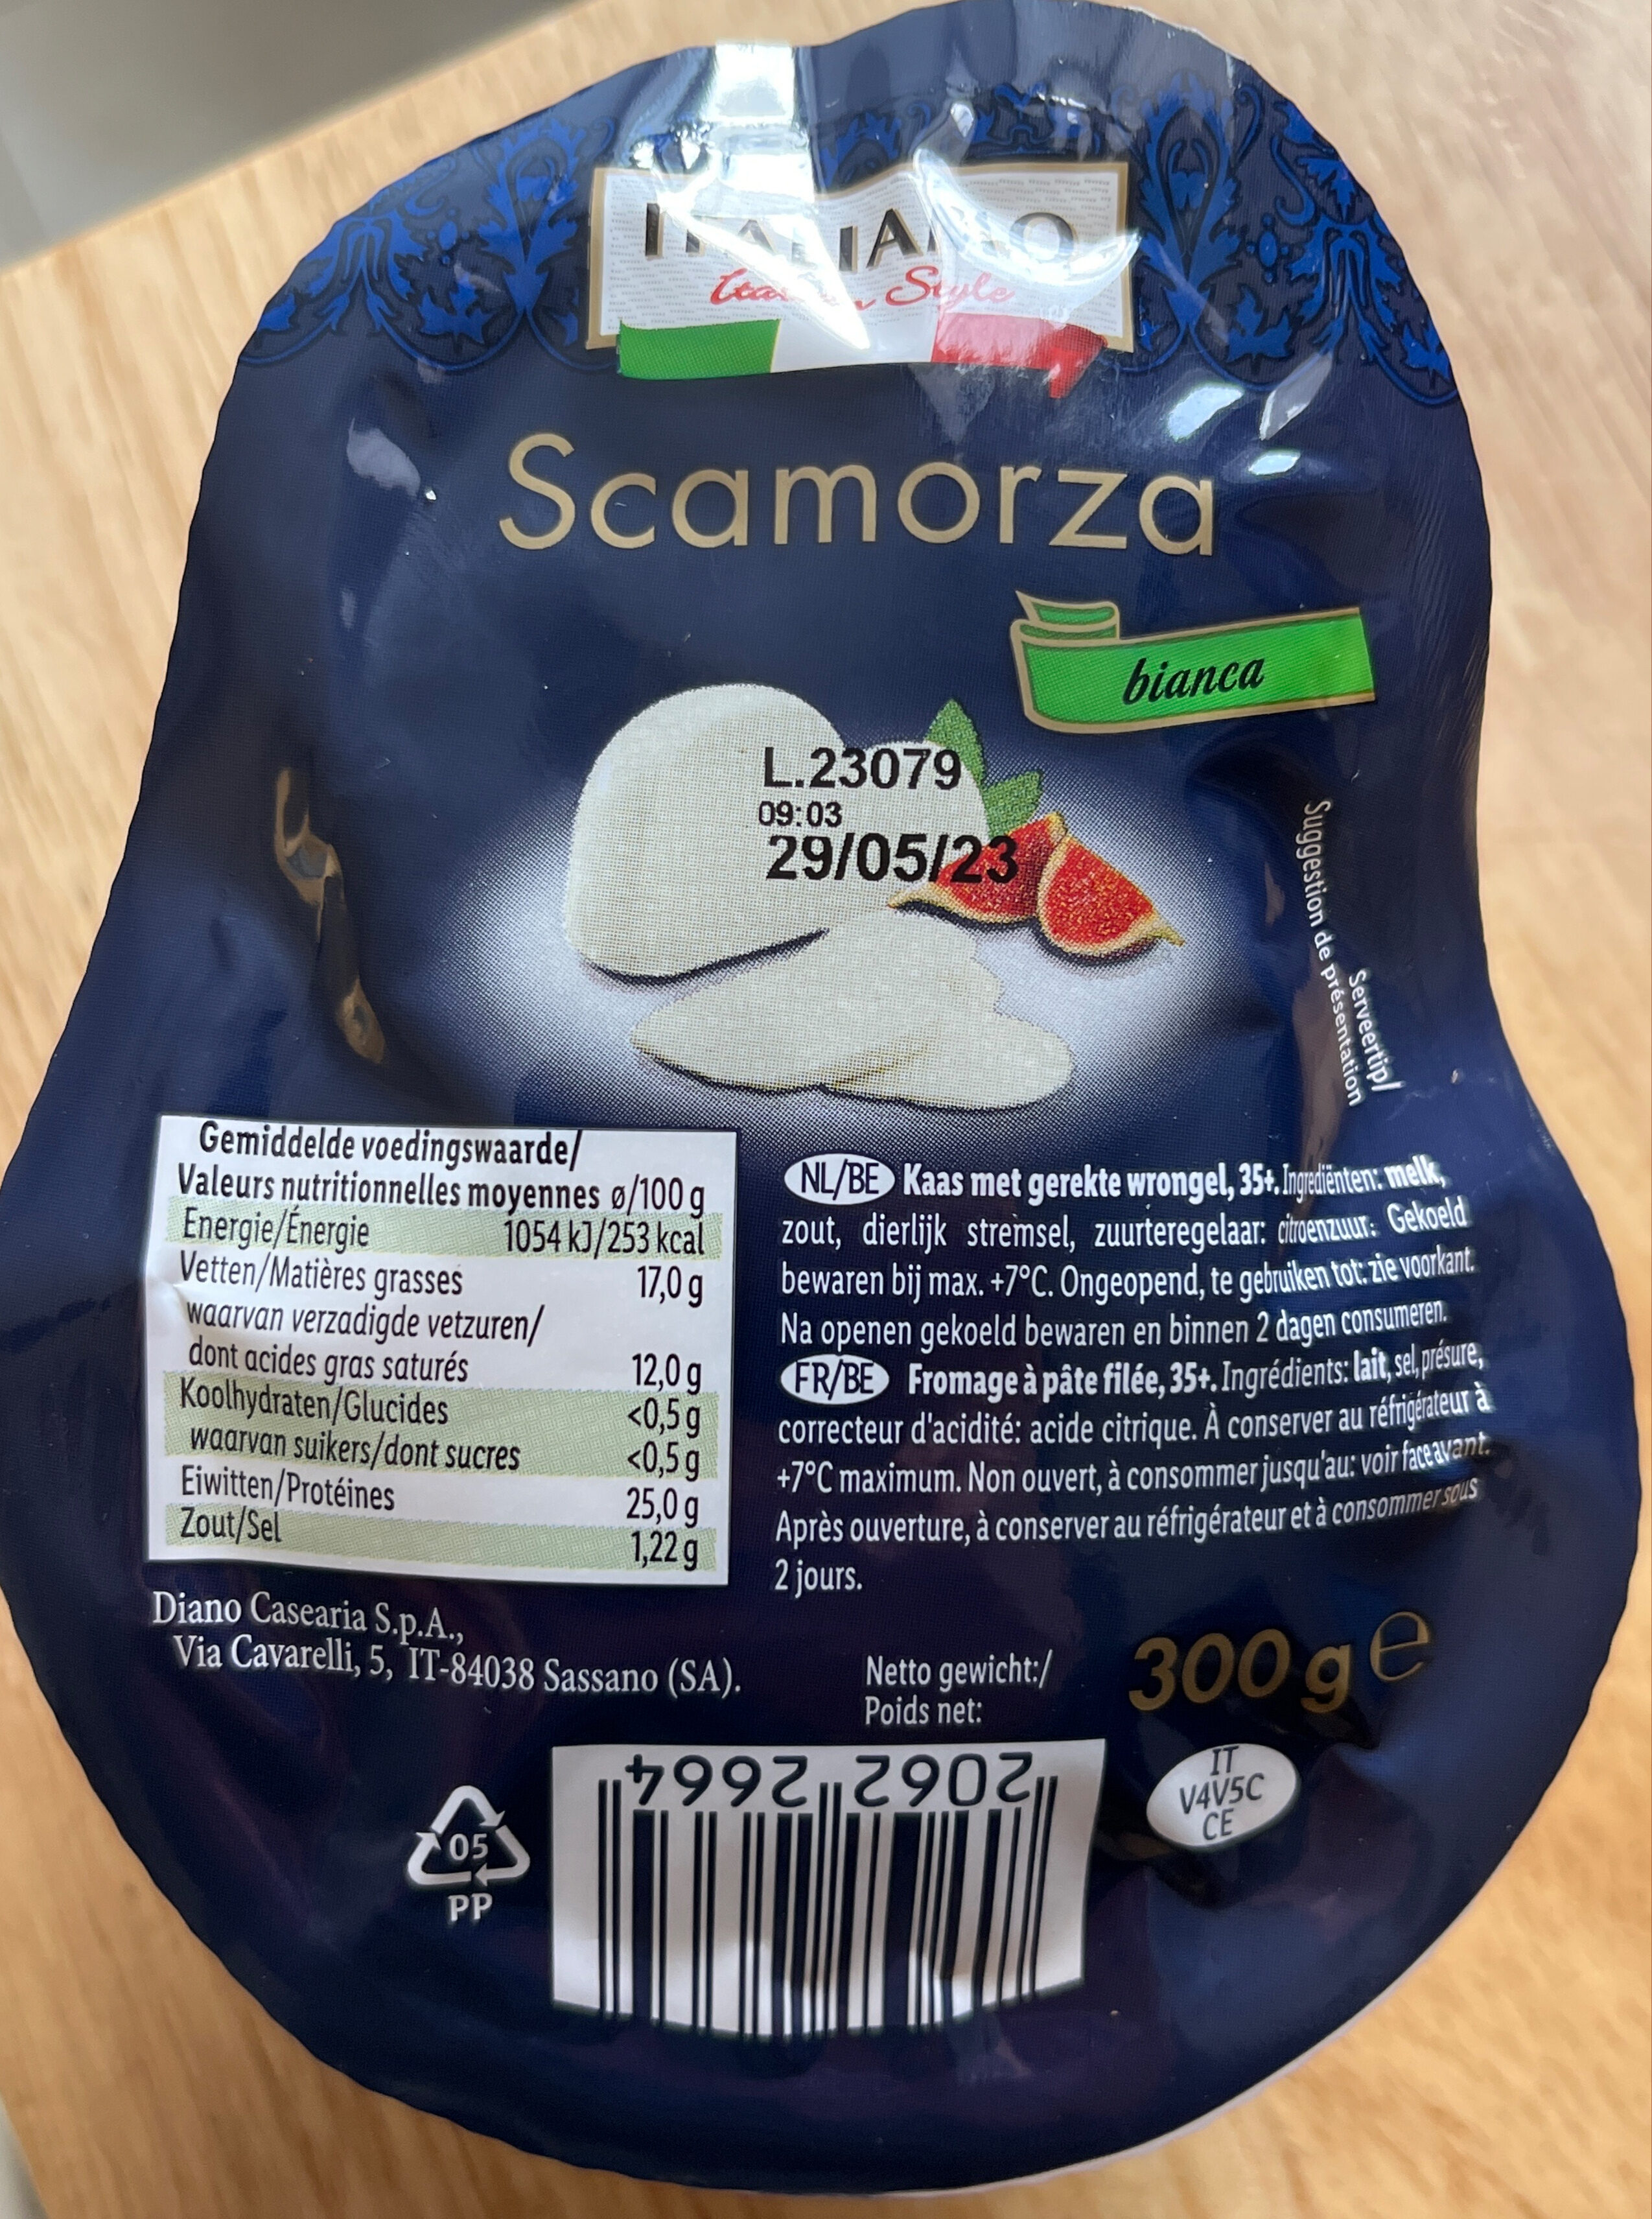 ITALIANO
Italian Style
Scamorza
bianca
L.23079
09:03
29/05/23
Serveertip/
Suggestion de présentation
Gemiddelde voedingswaarde/
Valeurs nutritionnelles moyennes ø/100 g
Energie/Énergie 1054 kJ/253 kcal
Vetten/Matières grasses 17,0 g
waarvan verzadigde vetzuren/
dont acides gras saturés 12,0 g
Koolhydraten/Glucides <0,5 g
waarvan suikers/dont sucres <0,5 g
Eiwitten/Protéines 25,0 g
Zout/Sel 1,22 g
NL/BE Kaas met gerekte wrongel, 35+. Ingrediënten: melk,
zout, dierlijk stremsel, zuurteregelaar: citroenzuur. Gekoeld
bewaren bij max. +7°C. Ongeopend, te gebruiken tot: zie voorkant.
Na openen gekoeld bewaren en binnen 2 dagen consumeren.
FR/BE Fromage à pâte filée, 35+. Ingrédients: lait, sel, présure,
correcteur d'acidité: acide citrique. À conserver au réfrigérateur à
+7°C maximum. Non ouvert, à consommer jusqu'au: voir face avant.
Après ouverture, à conserver au réfrigérateur et à consommer sous
2 jours.
Diano Casearia S.p.A.,
Via Cavarelli, 5, IT-84038 Sassano (SA).
Netto gewicht:/
Poids net:
300 g e
2062 2664
IT
V4V5C
CE
05
PP